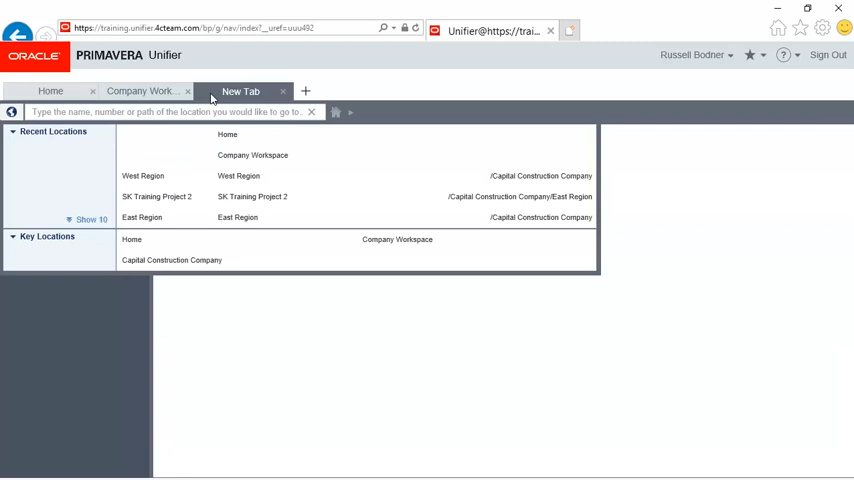 https://training.unifier.4cteam.com/bp/g/nav/index?__uref=uuu492
Unifier@https://trai...
ORACLE PRIMAVERA Unifier
Russell Bodner
Sign Out
Home
Company Work...
New Tab
Type the name, number or path of the location you would like to go to..
Recent Locations
Home
Company Workspace
West Region West Region /Capital Construction Company
SK Training Project 2 SK Training Project 2 /Capital Construction Company/East Region
East Region East Region /Capital Construction Company
Show 10
Key Locations
Home Company Workspace
Capital Construction Company